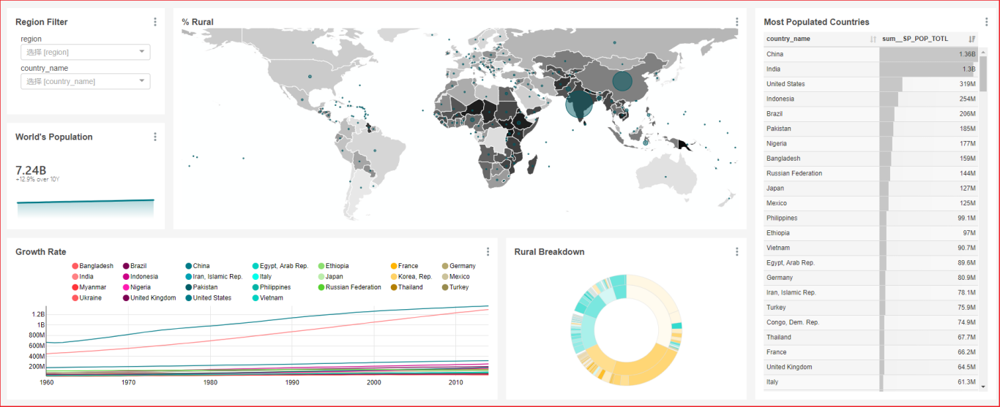 Region Filter
region
选择 [region]
country_name
选择 [country_name]
World's Population
7.24B
+12.9% over 10Y
% Rural
Most Populated Countries
country_name sum__SP_POP_TOTL
China 1.36B
India 1.3B
United States 319M
Indonesia 254M
Brazil 206M
Pakistan 185M
Nigeria 177M
Bangladesh 159M
Russian Federation 144M
Japan 127M
Mexico 125M
Philippines 99.1M
Ethiopia 97M
Vietnam 90.7M
Egypt, Arab Rep. 89.6M
Germany 80.9M
Iran, Islamic Rep. 78.1M
Turkey 75.9M
Congo, Dem. Rep. 74.9M
Thailand 67.7M
France 66.2M
United Kingdom 64.5M
Italy 61.3M
Growth Rate
Bangladesh Brazil China Egypt, Arab Rep. Ethiopia France Germany
India Indonesia Iran, Islamic Rep. Italy Japan Korea, Rep. Mexico
Myanmar Nigeria Pakistan Philippines Russian Federation Thailand Turkey
Ukraine United Kingdom United States Vietnam
1.2B
1B
800M
600M
400M
200M
1960 1970 1980 1990 2000 2010
Rural Breakdown